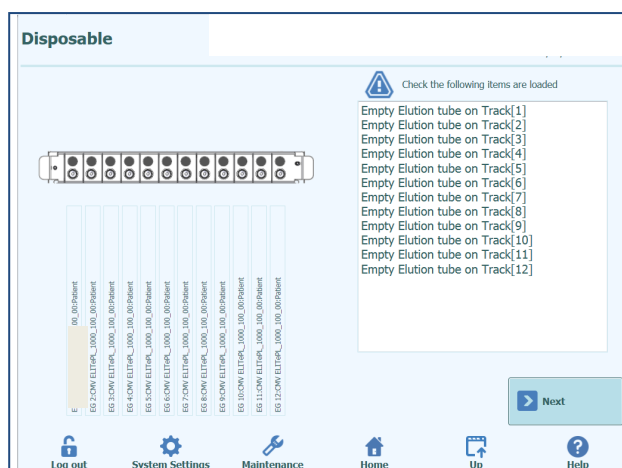 Disposable
Check the following items are loaded
Empty Elution tube on Track[1]
Empty Elution tube on Track[2]
Empty Elution tube on Track[3]
Empty Elution tube on Track[4]
Empty Elution tube on Track[5]
Empty Elution tube on Track[6]
Empty Elution tube on Track[7]
Empty Elution tube on Track[8]
Empty Elution tube on Track[9]
Empty Elution tube on Track[10]
Empty Elution tube on Track[11]
Empty Elution tube on Track[12]
00_00:Patient
EG 2:CMV ELITePL_1000_100_00:Patient
EG 3:CMV ELITePL_1000_100_00:Patient
EG 4:CMV ELITePL_1000_100_00:Patient
EG 5:CMV ELITePL_1000_100_00:Patient
EG 6:CMV ELITePL_1000_100_00:Patient
EG 7:CMV ELITePL_1000_100_00:Patient
EG 8:CMV ELITePL_1000_100_00:Patient
EG 9:CMV ELITePL_1000_100_00:Patient
EG 10:CMV ELITePL_1000_100_00:Patient
EG 11:CMV ELITePL_1000_100_00:Patient
EG 12:CMV ELITePL_1000_100_00:Patient
Next
Log out
System Settings
Maintenance
Home
Up
Help